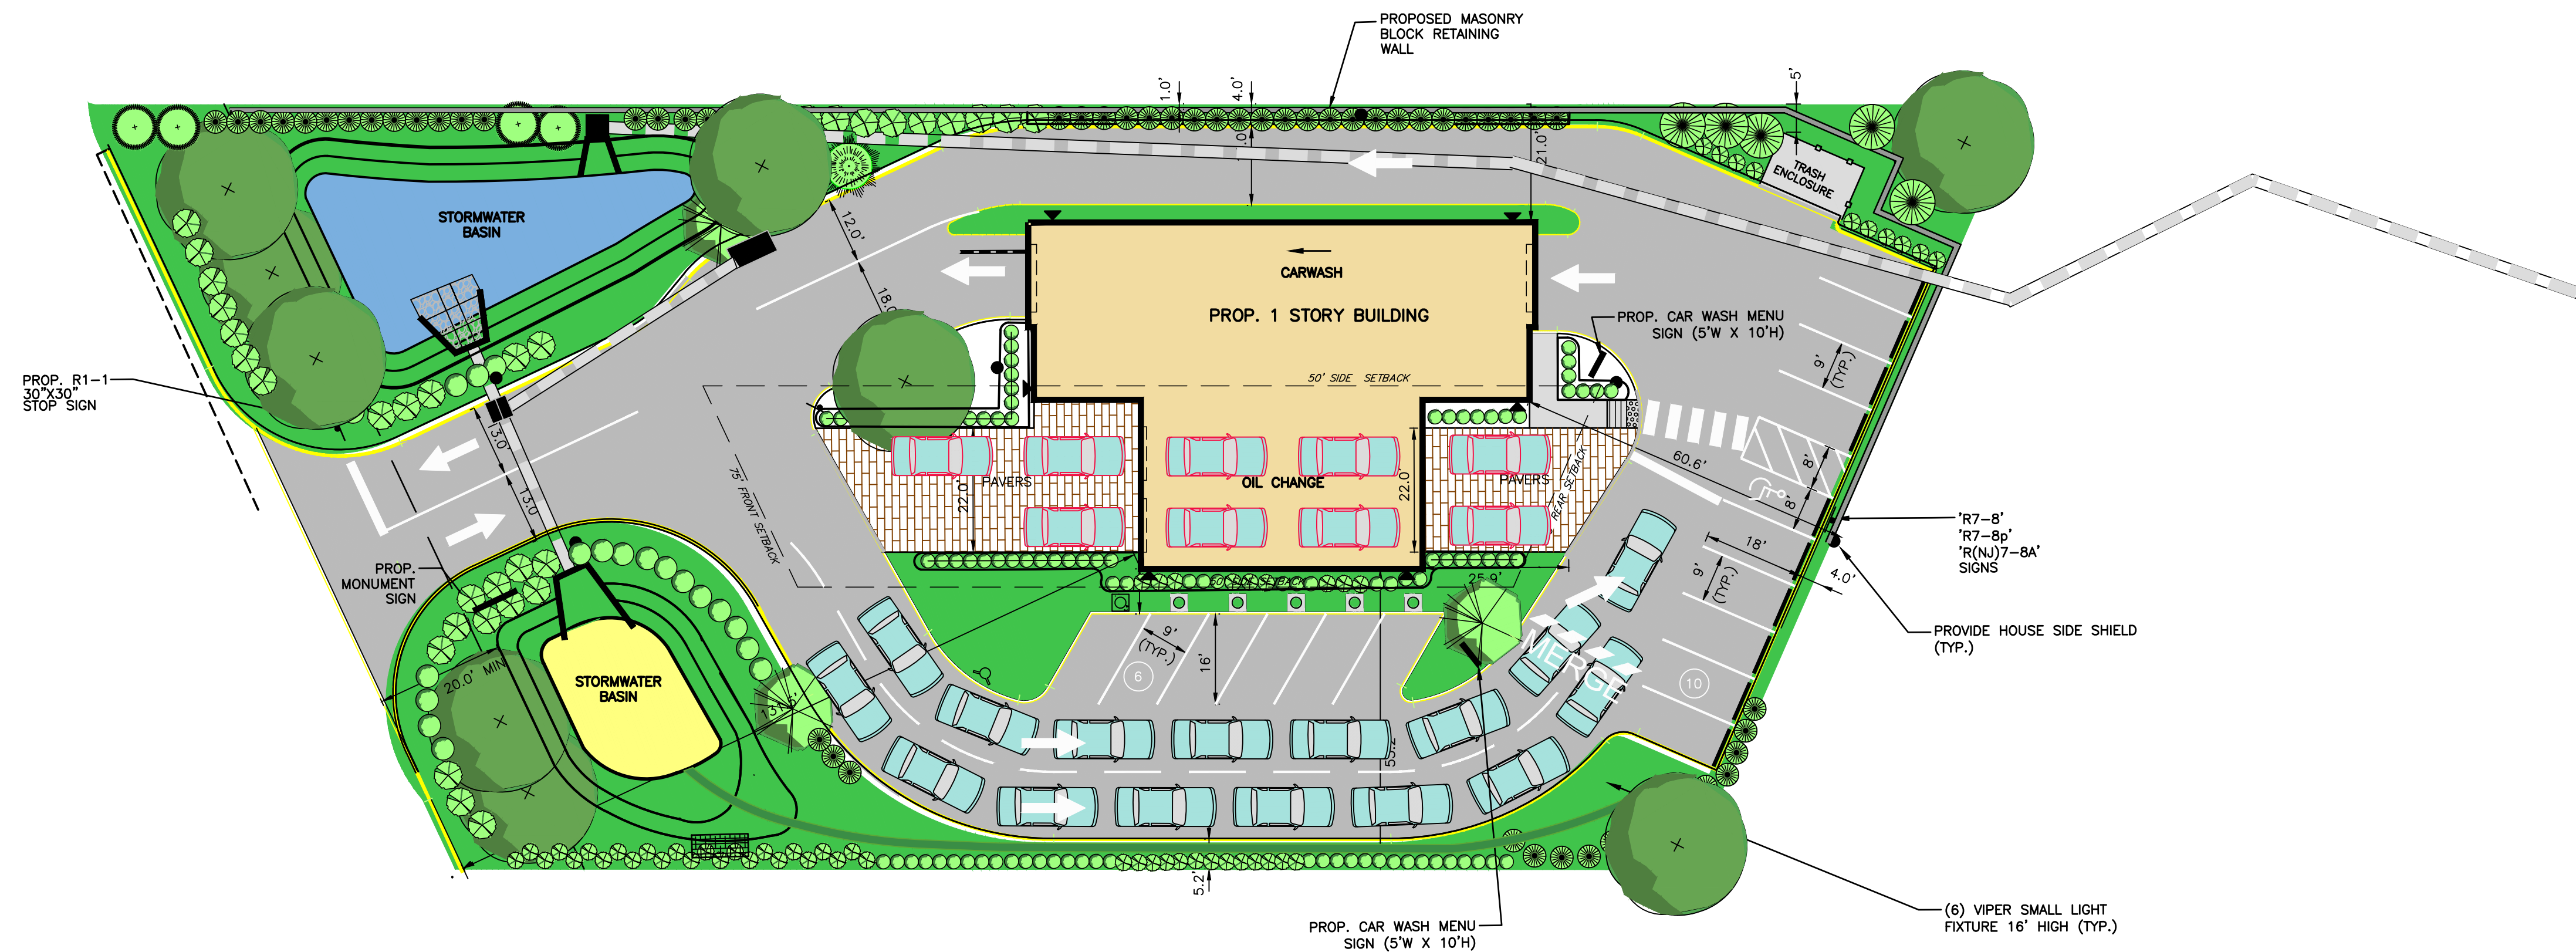 PROPOSED MASONRY
BLOCK RETAINING
WALL
1.0'
4.0'
5'
21.0'
TRASH
ENCLOSURE
STORMWATER
BASIN
12.0'
18.0'
CARWASH
PROP. 1 STORY BUILDING
PROP. CAR WASH MENU
SIGN (5'W X 10'H)
9'
(TYP.)
50' SIDE SETBACK
PROP. R1-1
30"X30"
STOP SIGN
13.0'
13.0'
75' FRONT SETBACK
22.0'
PAVERS
OIL CHANGE
22.0'
PAVERS
REAR SETBACK
60.6'
8'
8'
'R7-8'
'R7-8p'
'R(NJ)7-8A'
SIGNS
18'
9'
(TYP.)
4.0'
PROP.
MONUMENT
SIGN
50' SIDE SETBACK
25.9'
PROVIDE HOUSE SIDE SHIELD
(TYP.)
9'
(TYP.)
16'
6
MERGE
10
20.0' MIN
STORMWATER
BASIN
5.2'
PROP. CAR WASH MENU
SIGN (5'W X 10'H)
(6) VIPER SMALL LIGHT
FIXTURE 16' HIGH (TYP.)